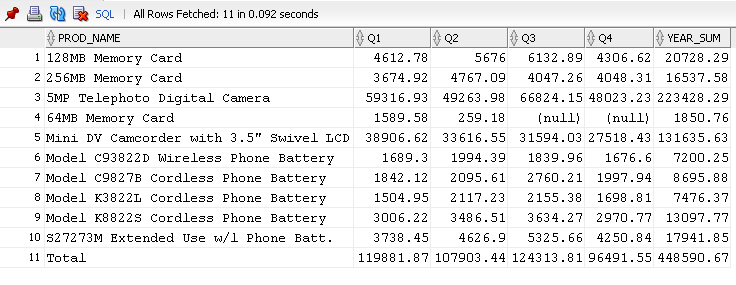 SQL | All Rows Fetched: 11 in 0.092 seconds
PROD_NAME Q1 Q2 Q3 Q4 YEAR_SUM
1 128MB Memory Card 4612.78 5676 6132.89 4306.62 20728.29
2 256MB Memory Card 3674.92 4767.09 4047.26 4048.31 16537.58
3 5MP Telephoto Digital Camera 59316.93 49263.98 66824.15 48023.23 223428.29
4 64MB Memory Card 1589.58 259.18 (null) (null) 1850.76
5 Mini DV Camcorder with 3.5" Swivel LCD 38906.62 33616.55 31594.03 27518.43 131635.63
6 Model C93822D Wireless Phone Battery 1689.3 1994.39 1839.96 1676.6 7200.25
7 Model C9827B Cordless Phone Battery 1842.12 2095.61 2760.21 1997.94 8695.88
8 Model K3822L Cordless Phone Battery 1504.95 2117.23 2155.38 1698.81 7476.37
9 Model K8822S Cordless Phone Battery 3006.22 3486.51 3634.27 2970.77 13097.77
10 S27273M Extended Use w/l Phone Batt. 3738.45 4626.9 5325.66 4250.84 17941.85
11 Total 119881.87 107903.44 124313.81 96491.55 448590.67